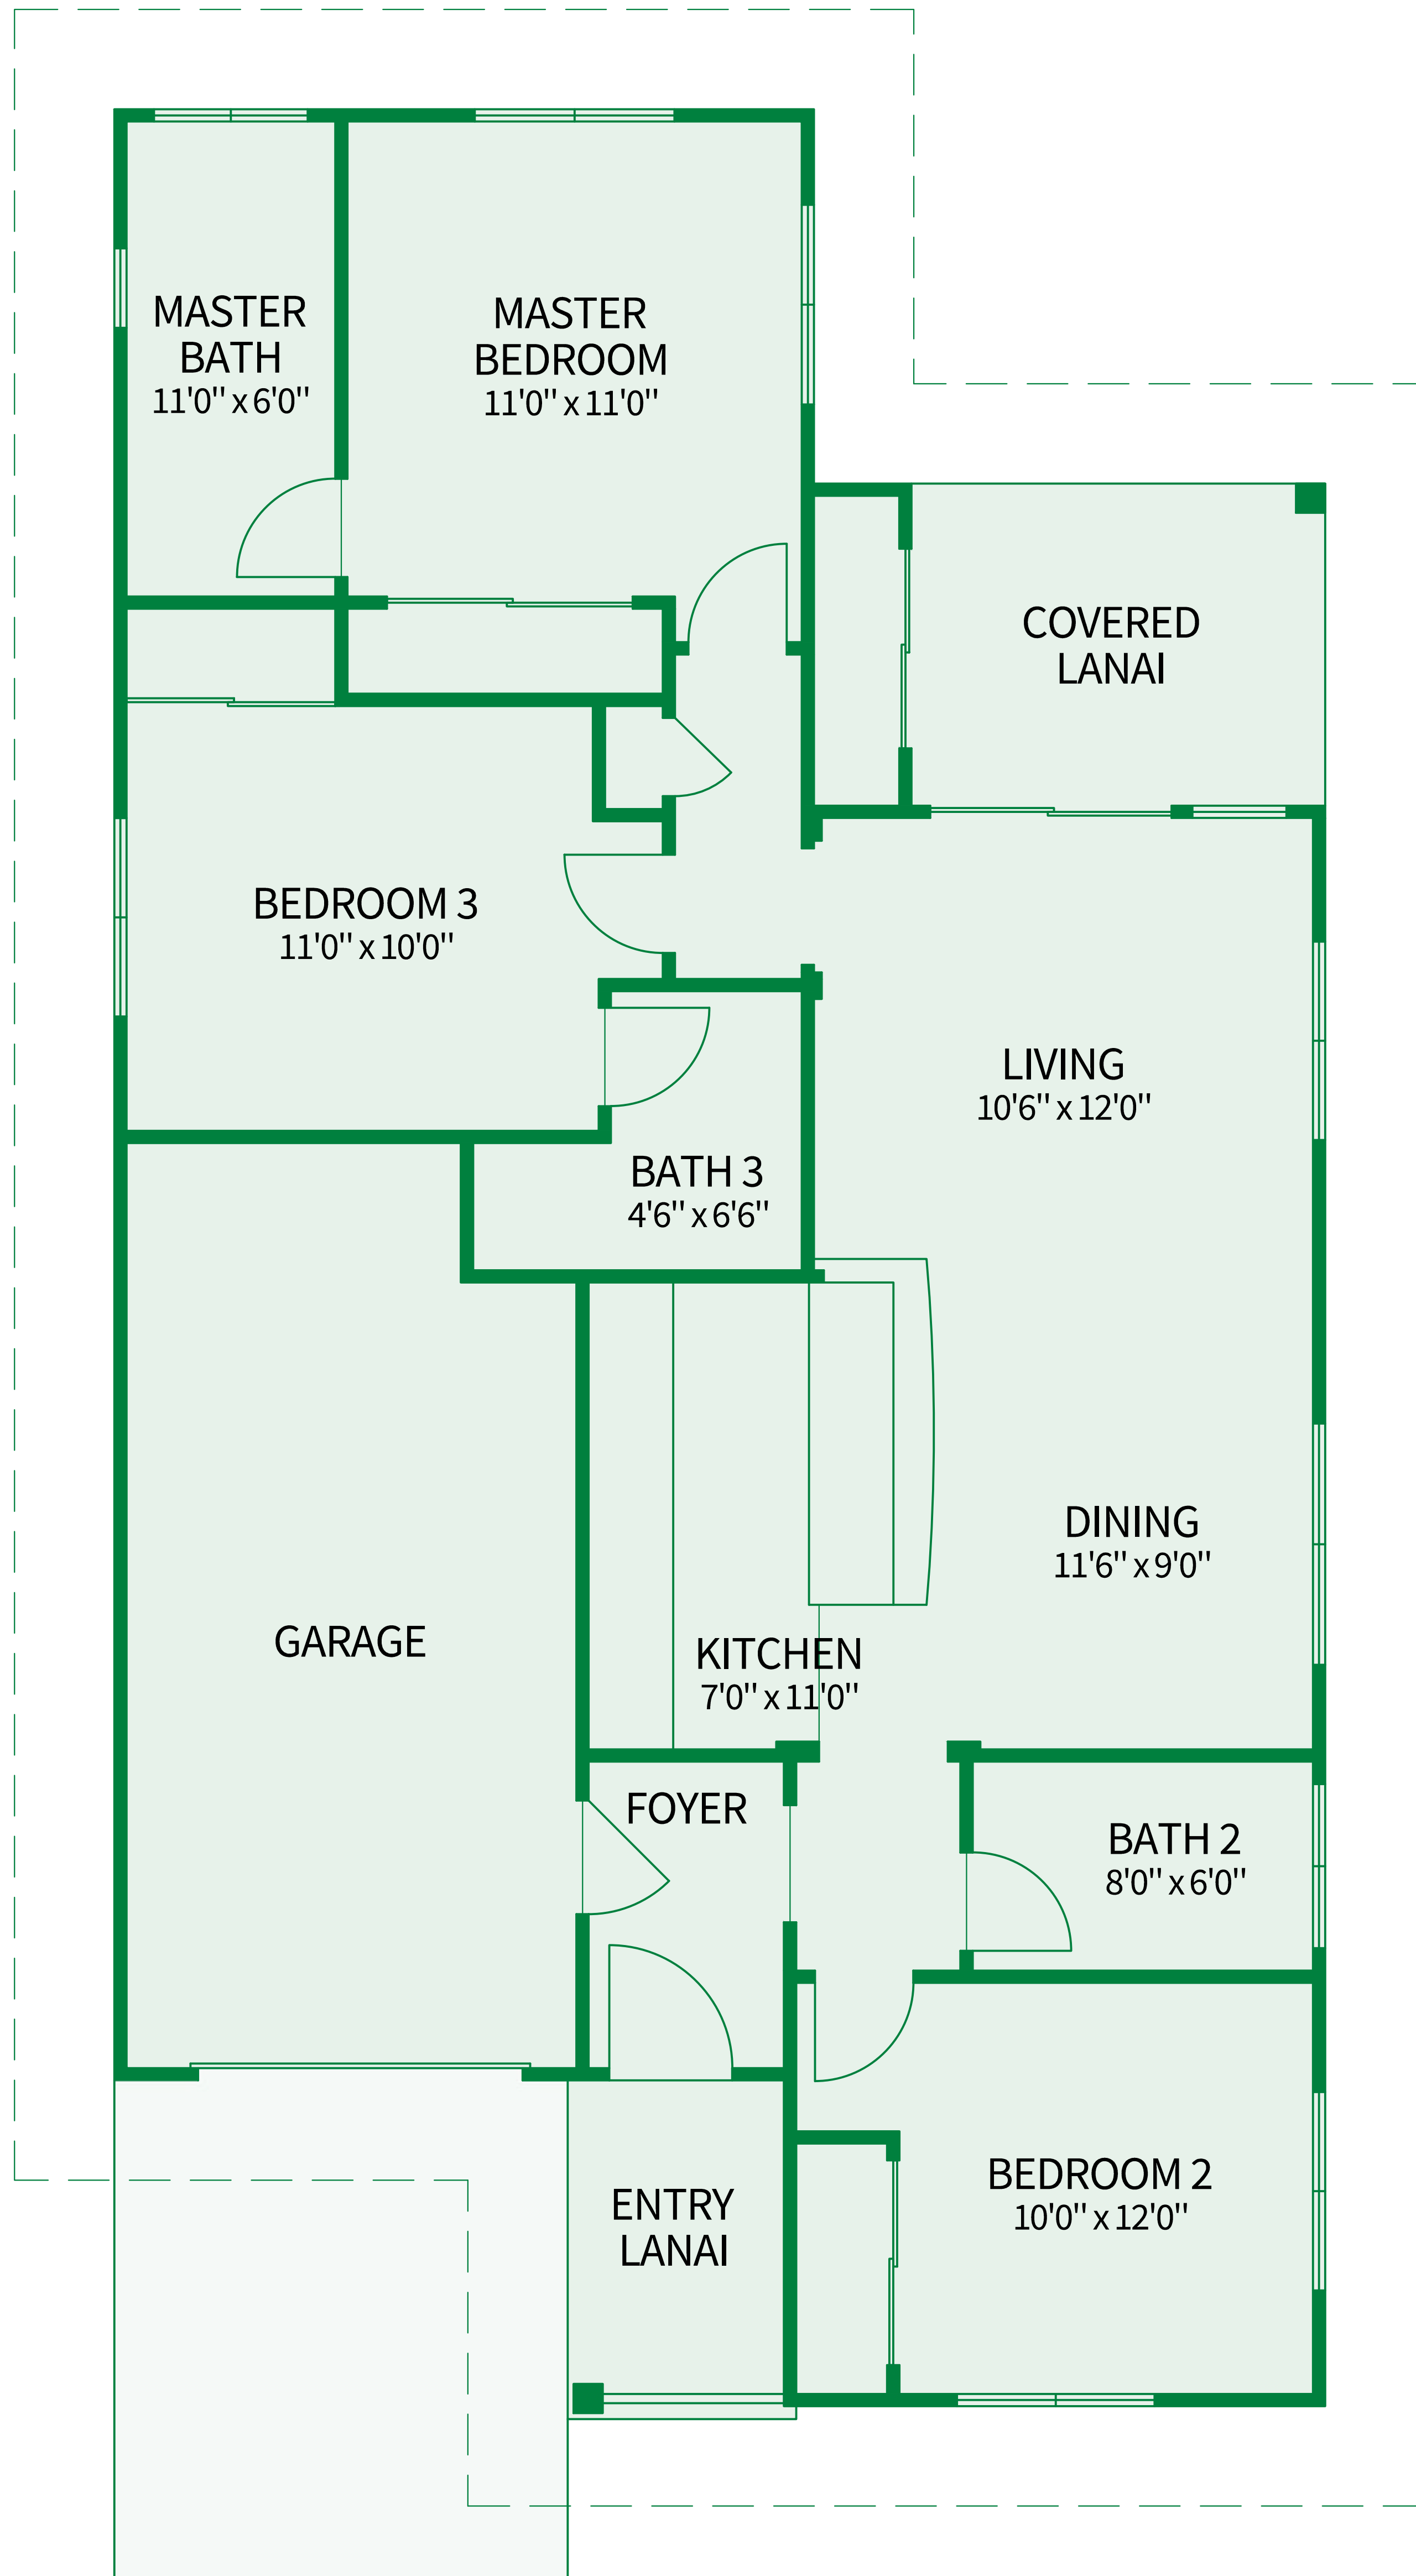 MASTER
BATH
11'0" x 6'0"
MASTER
BEDROOM
11'0" x 11'0"
COVERED
LANAI
BEDROOM 3
11'0" x 10'0"
LIVING
10'6" x 12'0"
BATH 3
4'6" x 6'6"
DINING
11'6" x 9'0"
GARAGE
KITCHEN
7'0" x 11'0"
FOYER
BATH 2
8'0" x 6'0"
BEDROOM 2
10'0" x 12'0"
ENTRY
LANAI